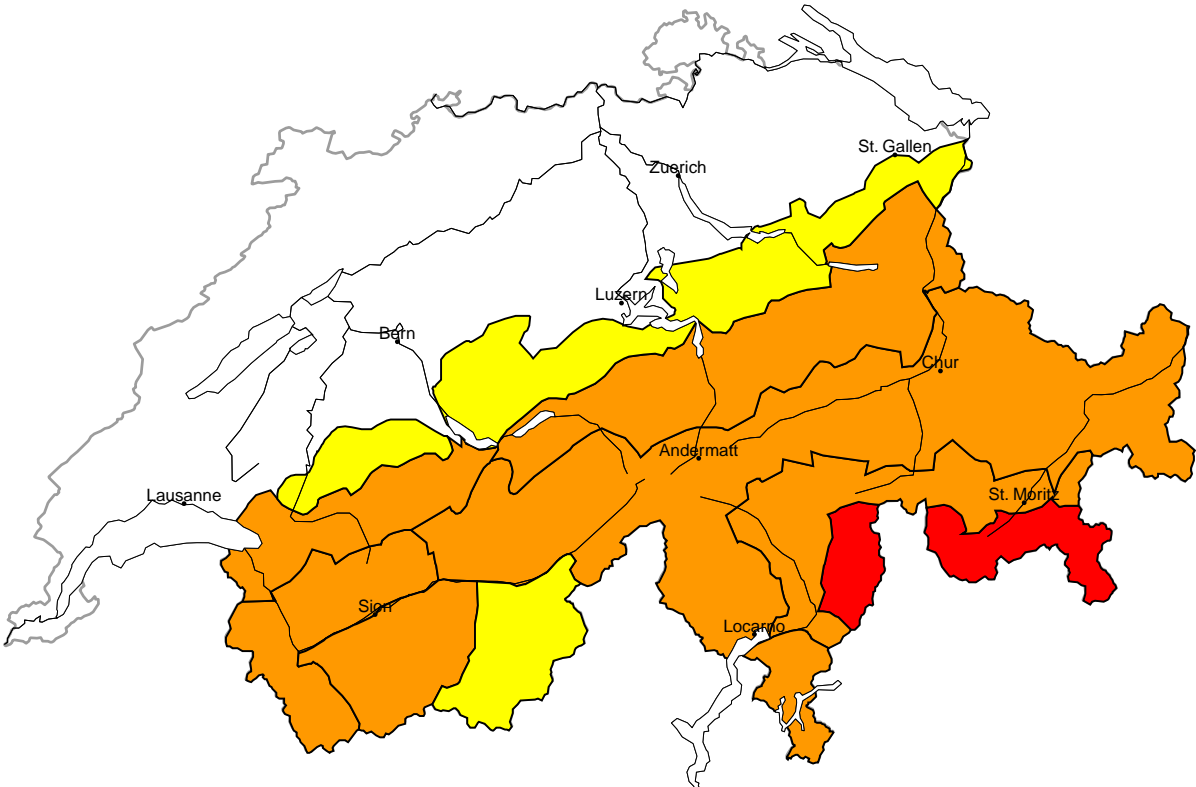 St. Gallen
Zuerich
Luzern
Bern
Chur
Andermatt
Lausanne
St. Moritz
Sion
Locarno